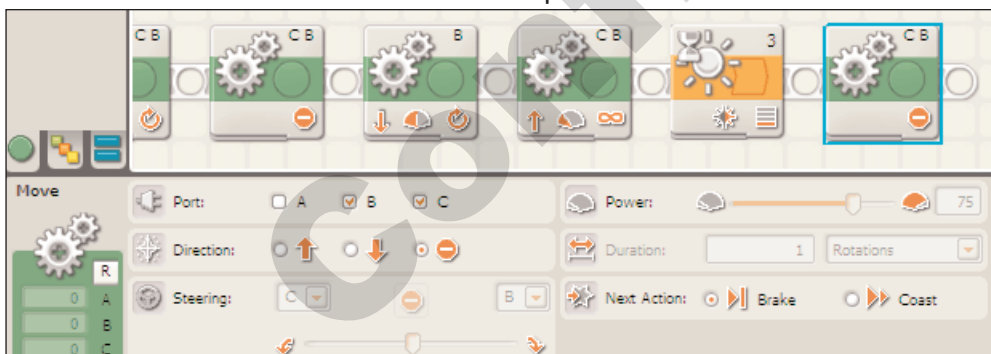 C B
C B
B
C B
3
C B
Move
R
0 A
0 B
0 C
Port: A B C
Direction:
Steering: C B
Power: 75
Duration: 1 Rotations
Next Action: Brake Coast